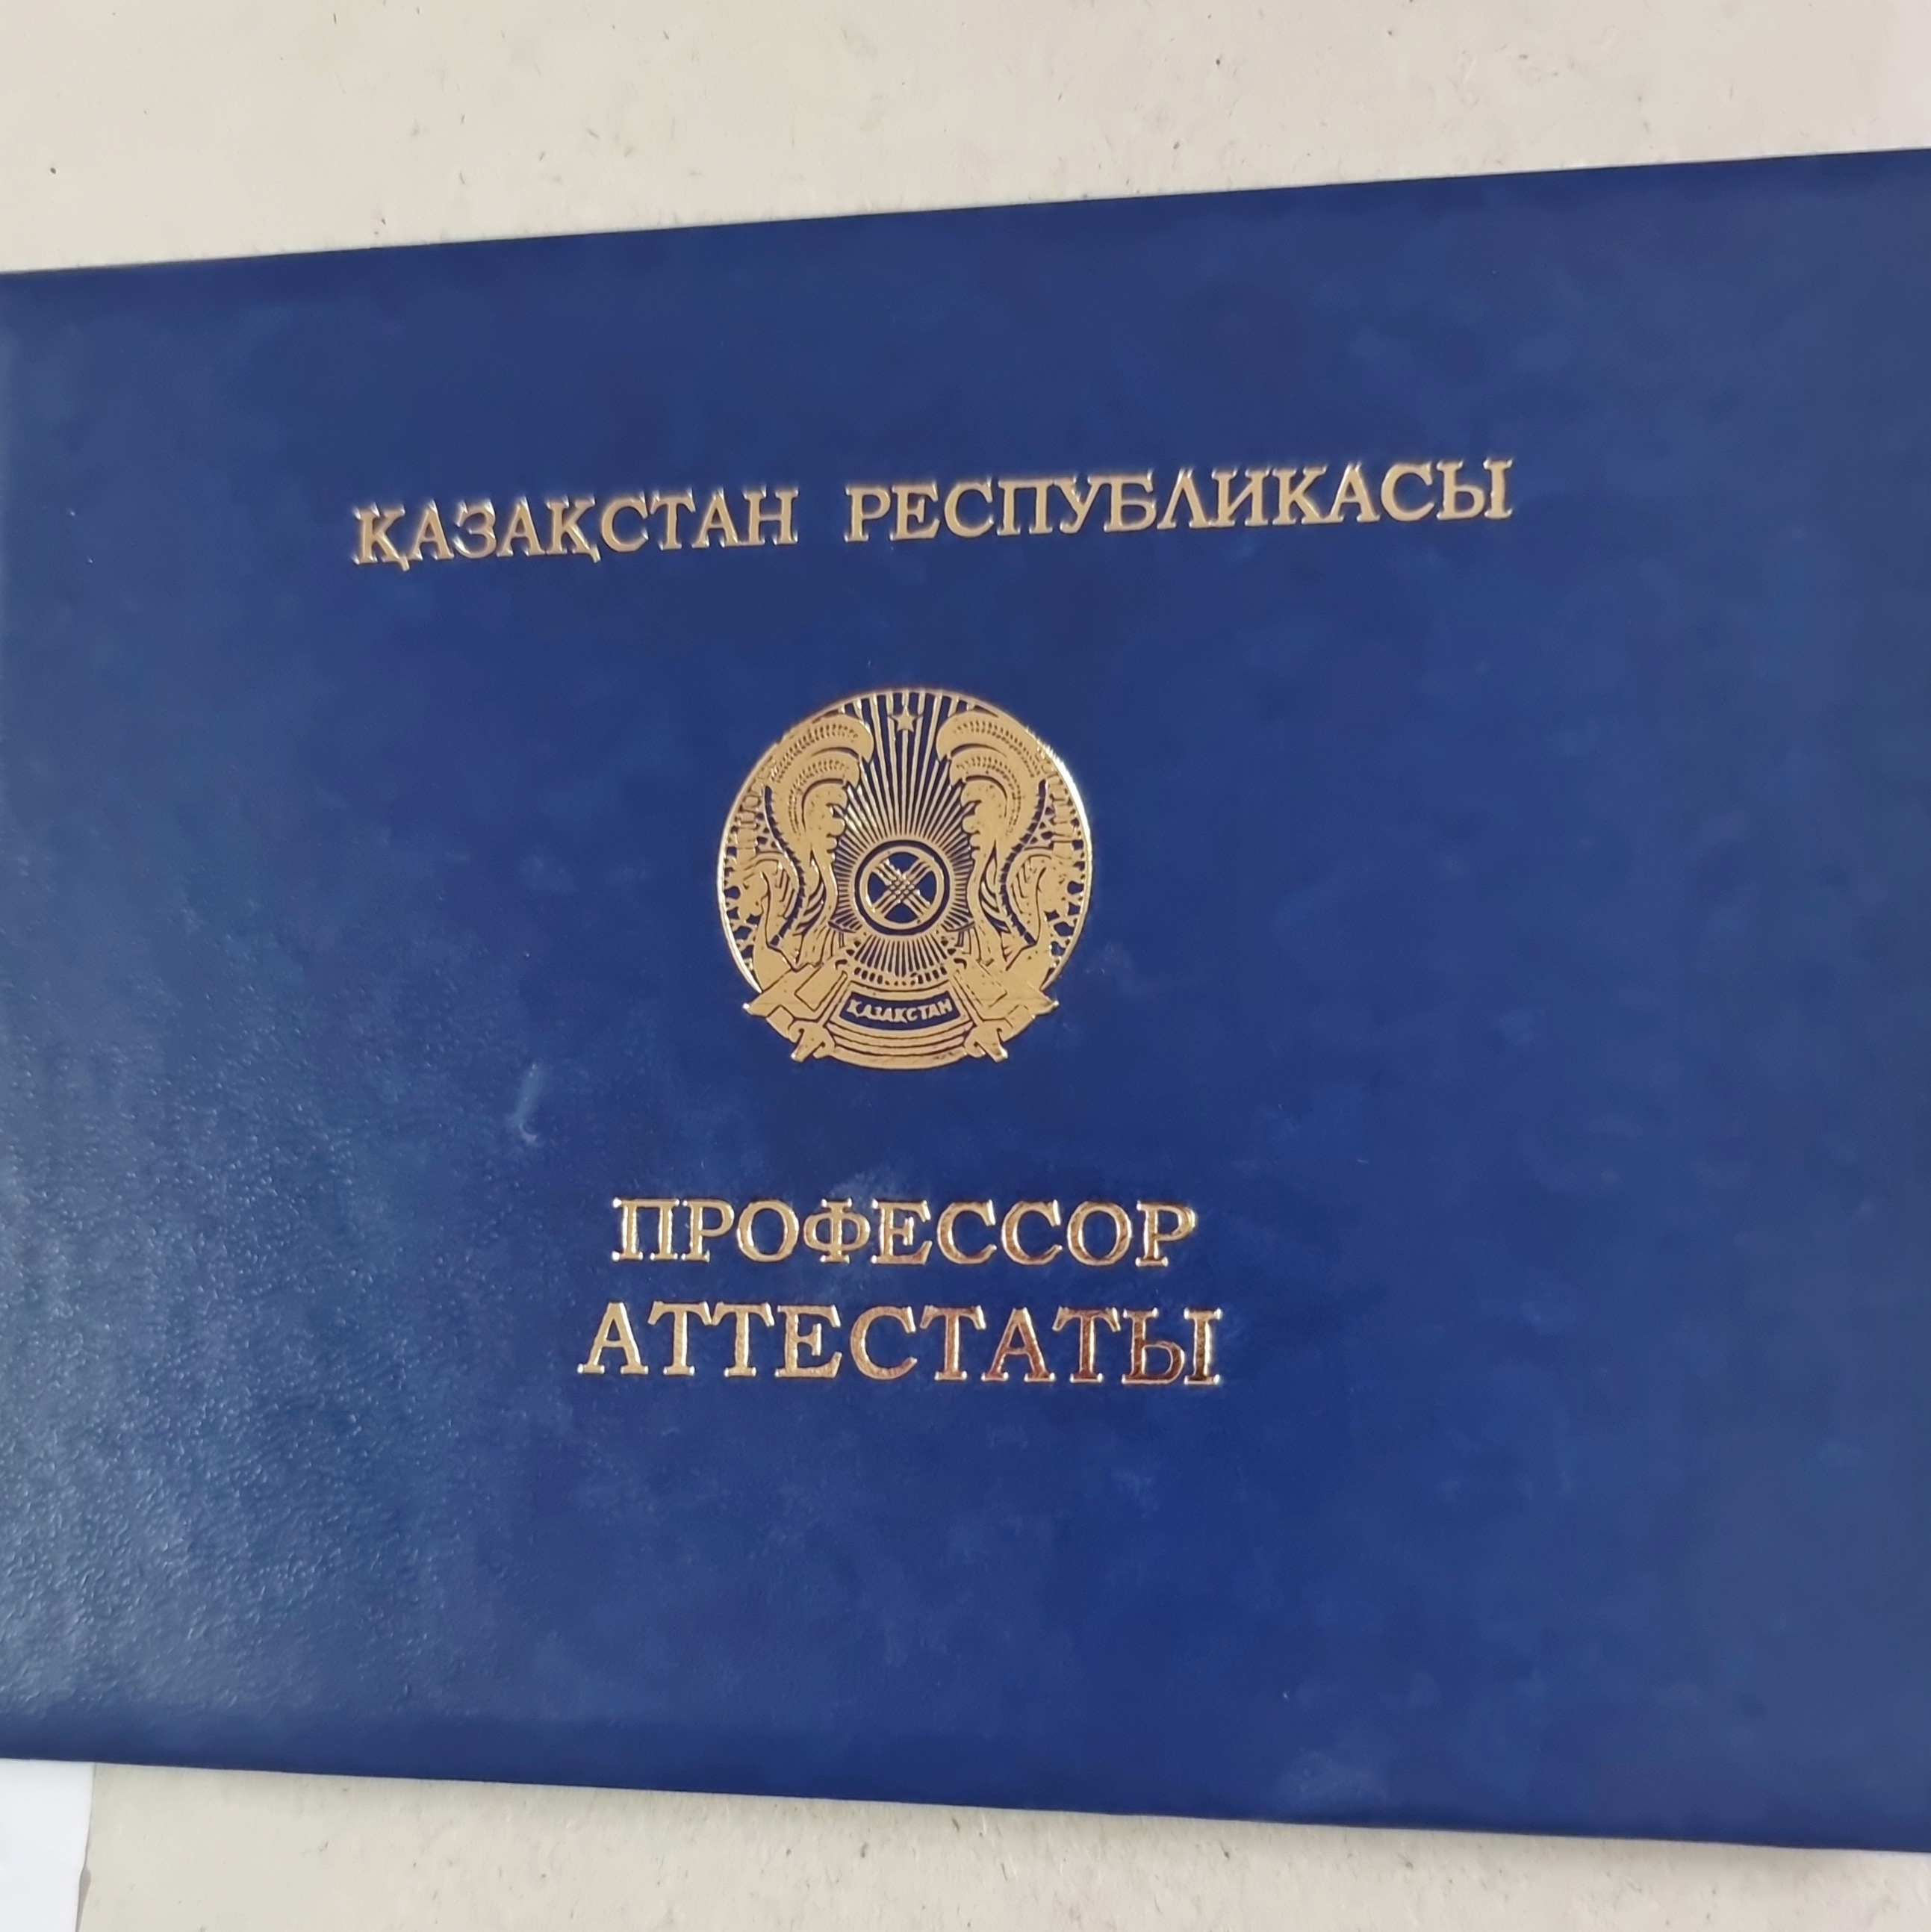 ҚАЗАҚСТАН РЕСПУБЛИКАСЫ
ҚАЗАҚСТАН
ПРОФЕССОР
АТТЕСТАТЫ